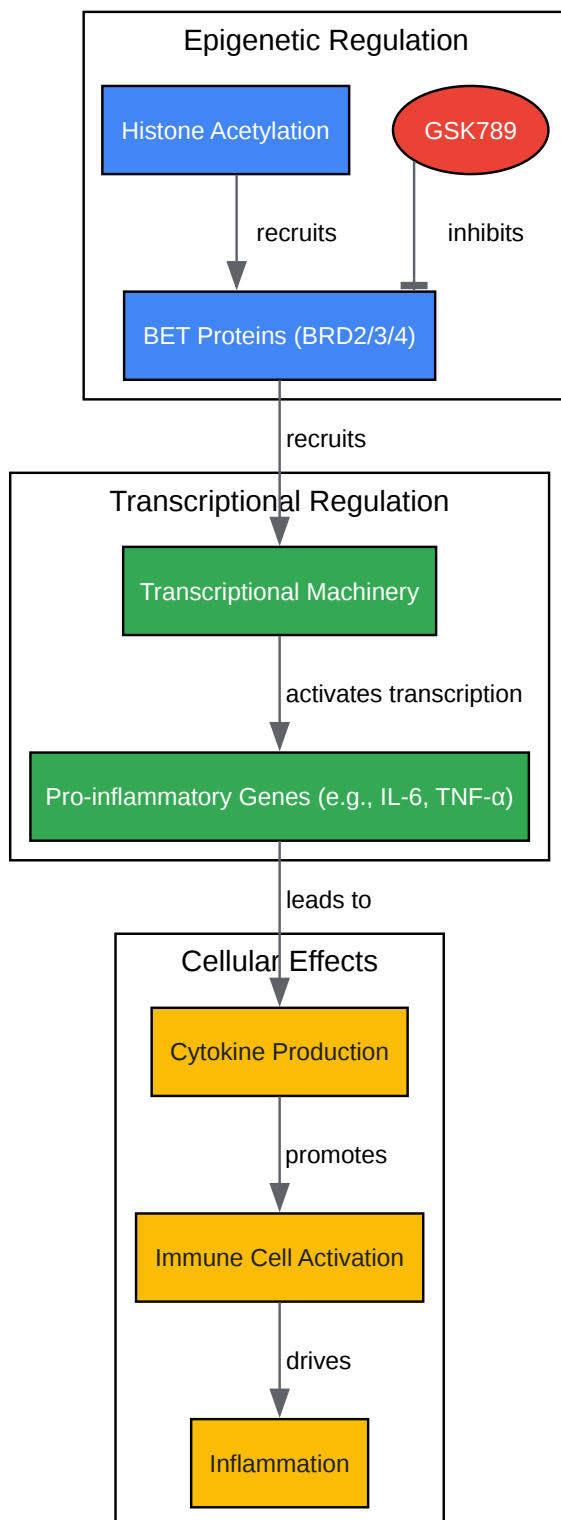 Epigenetic Regulation
Histone Acetylation
GSK789
recruits
inhibits
BET Proteins (BRD2/3/4)
recruits
Transcriptional Regulation
Transcriptional Machinery
activates transcription
Pro-inflammatory Genes (e.g., IL-6, TNF-α)
leads to
Cellular Effects
Cytokine Production
promotes
Immune Cell Activation
drives
Inflammation